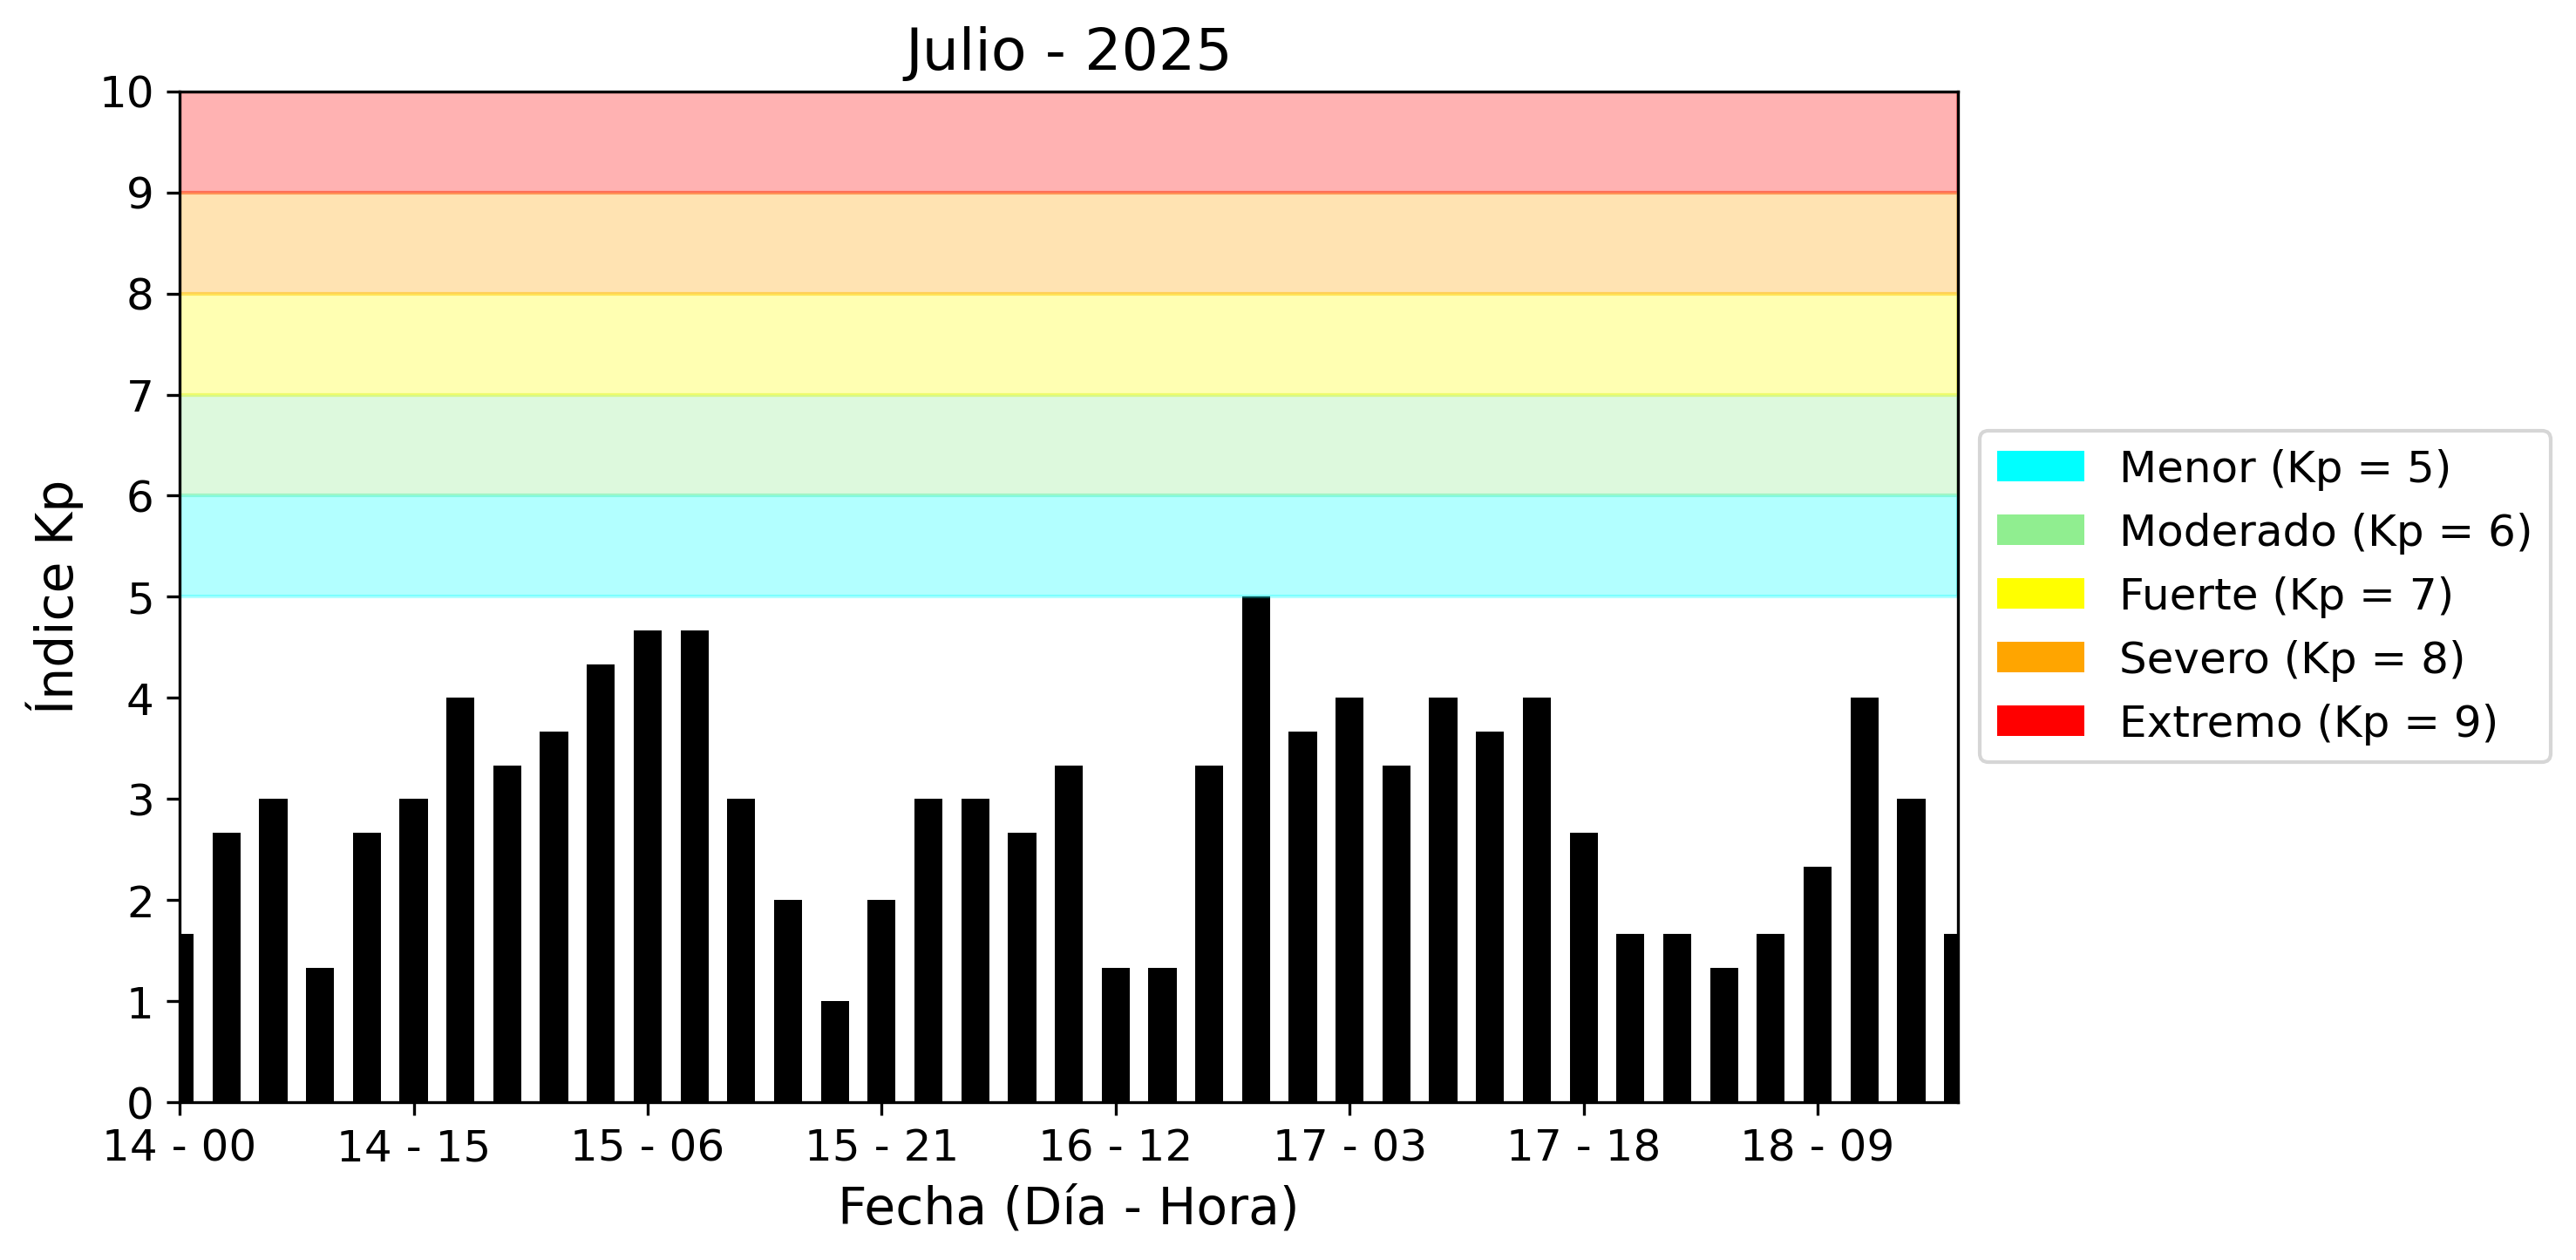 Julio - 2025
10
9
8
7
6
5
4
3
2
1
0
Índice Kp
14 - 00 14 - 15 15 - 06 15 - 21 16 - 12 17 - 03 17 - 18 18 - 09
Fecha (Día - Hora)
Menor (Kp = 5)
Moderado (Kp = 6)
Fuerte (Kp = 7)
Severo (Kp = 8)
Extremo (Kp = 9)